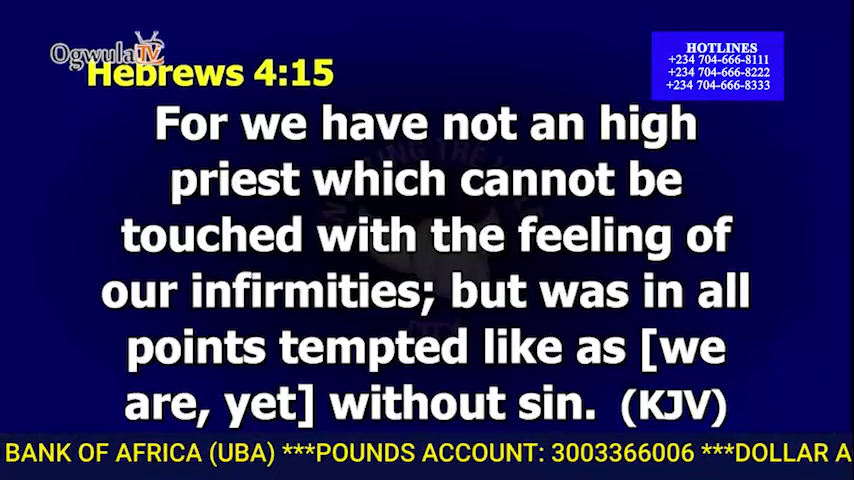 OgwulaTV
Hebrews 4:15
HOTLINES
+234 704-666-8111
+234 704-666-8222
+234 704-666-8333
For we have not an high
priest which cannot be
touched with the feeling of
our infirmities; but was in all
points tempted like as [we
are, yet] without sin. (KJV)
BANK OF AFRICA (UBA) ***POUNDS ACCOUNT: 3003366006 ***DOLLAR A